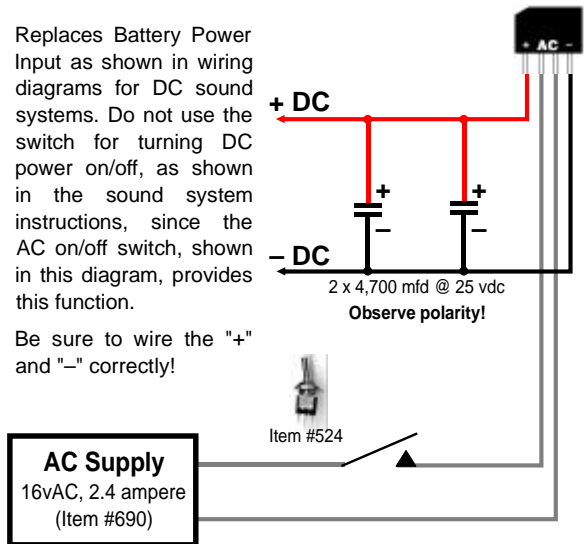 Replaces Battery Power
Input as shown in wiring
diagrams for DC sound
systems. Do not use the
switch for turning DC
power on/off, as shown
in the sound system
instructions, since the
AC on/off switch, shown
in this diagram, provides
this function.
Be sure to wire the "+"
and "–" correctly!
+ AC –
+ DC
+
+
–
–
– DC
2 x 4,700 mfd @ 25 vdc
Observe polarity!
Item #524
AC Supply
16vAC, 2.4 ampere
(Item #690)